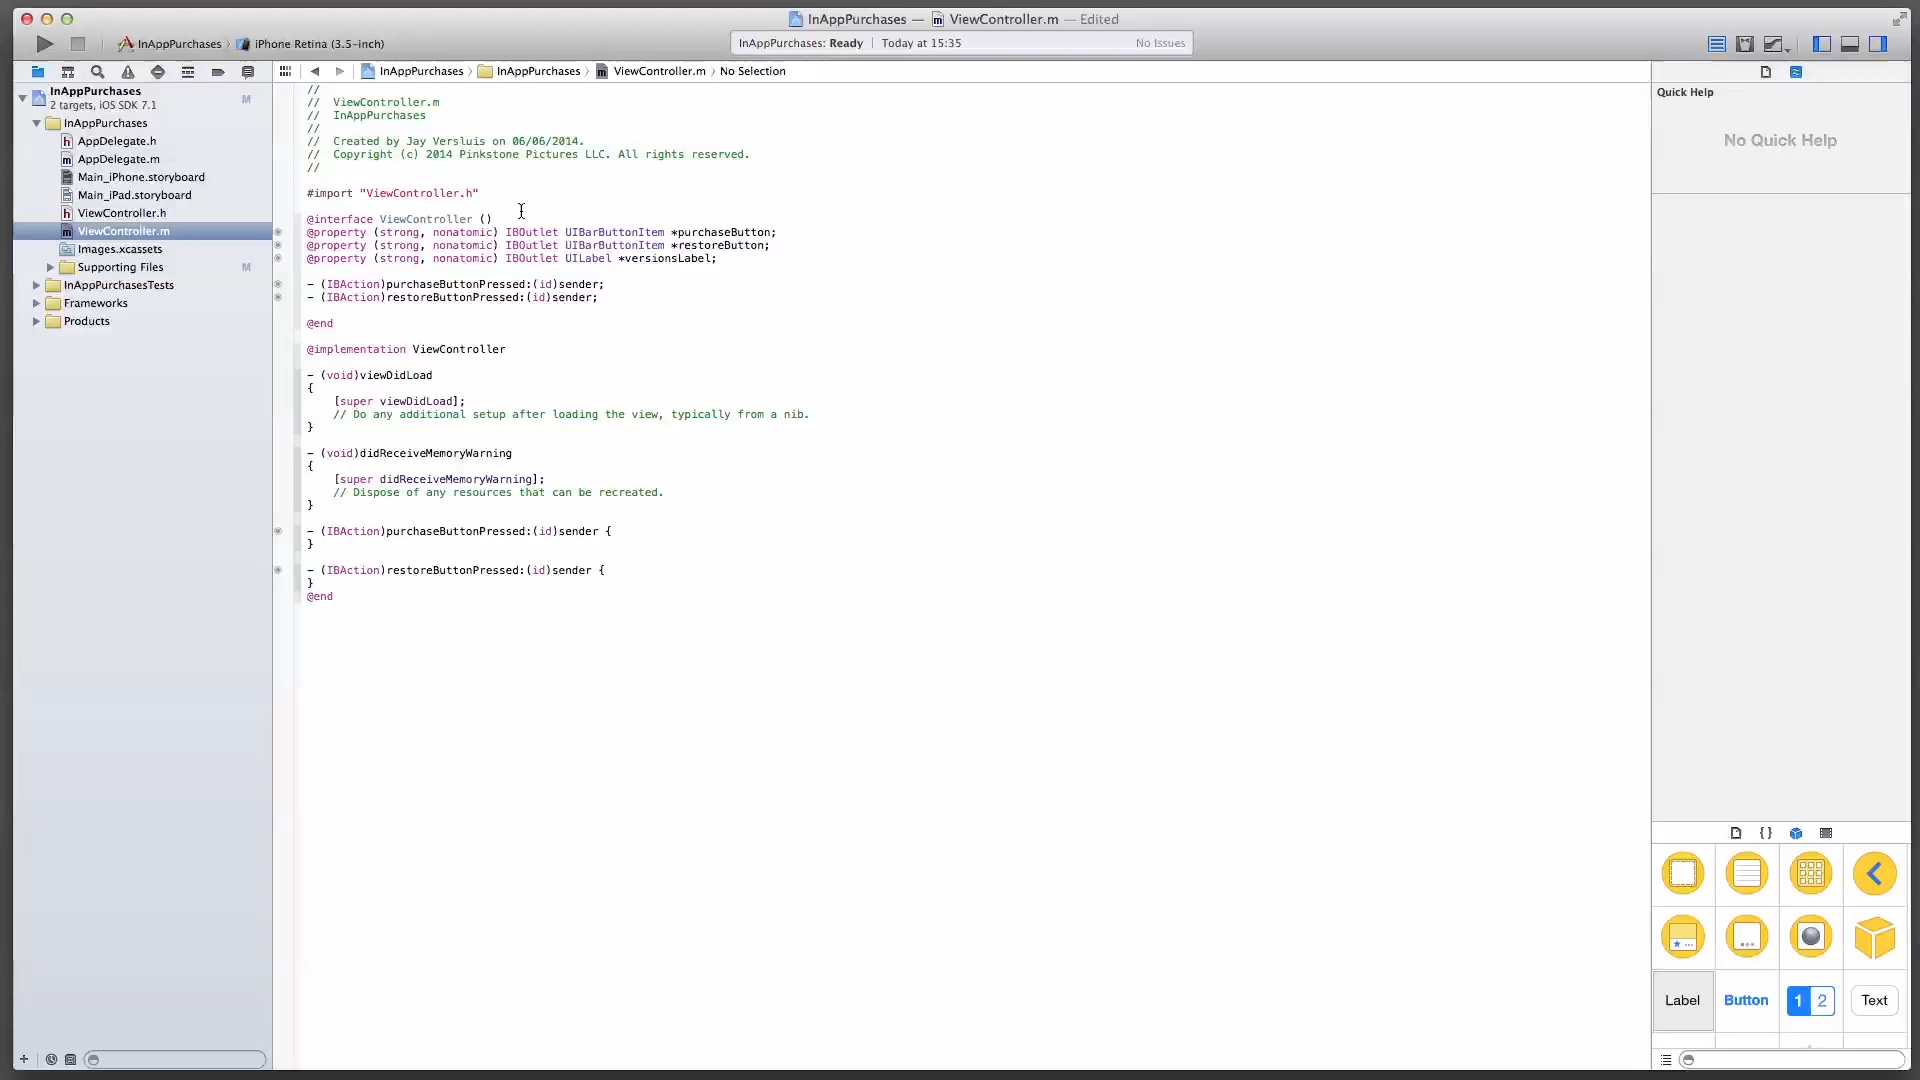 InAppPurchases — ViewController.m — Edited
InAppPurchases iPhone Retina (3.5-inch)
InAppPurchases: Ready Today at 15:35 No Issues
InAppPurchases InAppPurchases ViewController.m No Selection
InAppPurchases M
2 targets, iOS SDK 7.1
InAppPurchases
AppDelegate.h
AppDelegate.m
Main_iPhone.storyboard
Main_iPad.storyboard
ViewController.h
ViewController.m
Images.xcassets
Supporting Files M
InAppPurchasesTests
Frameworks
Products
//
// ViewController.m
// InAppPurchases
//
// Created by Jay Versluis on 06/06/2014.
// Copyright (c) 2014 Pinkstone Pictures LLC. All rights reserved.
//
#import "ViewController.h"
@interface ViewController ()
@property (strong, nonatomic) IBOutlet UIBarButtonItem *purchaseButton;
@property (strong, nonatomic) IBOutlet UIBarButtonItem *restoreButton;
@property (strong, nonatomic) IBOutlet UILabel *versionsLabel;
- (IBAction)purchaseButtonPressed:(id)sender;
- (IBAction)restoreButtonPressed:(id)sender;
@end
@implementation ViewController
- (void)viewDidLoad
{
[super viewDidLoad];
// Do any additional setup after loading the view, typically from a nib.
}
- (void)didReceiveMemoryWarning
{
[super didReceiveMemoryWarning];
// Dispose of any resources that can be recreated.
}
- (IBAction)purchaseButtonPressed:(id)sender {
}
- (IBAction)restoreButtonPressed:(id)sender {
}
@end
Quick Help
No Quick Help
{ }
Label Button 1 2 Text